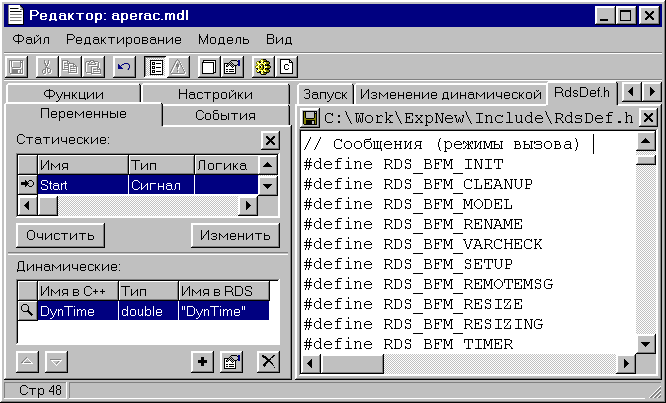 Редактор: aperac.mdl
Файл Редактирование Модель Вид
Функции Настройки
Переменные События
Статические:
Имя Тип Логика
Start Сигнал
Очистить Изменить
Динамические:
Имя в C++ Тип Имя в RDS
DynTime double "DynTime"
Запуск Изменение динамической RdsDef.h
C:\Work\ExpNew\Include\RdsDef.h
// Сообщения (режимы вызова)
#define RDS_BFM_INIT
#define RDS_BFM_CLEANUP
#define RDS_BFM_MODEL
#define RDS_BFM_RENAME
#define RDS_BFM_VARCHECK
#define RDS_BFM_SETUP
#define RDS_BFM_REMOTEMSG
#define RDS_BFM_RESIZE
#define RDS_BFM_RESIZING
#define RDS_BFM_TIMER
Стр 48